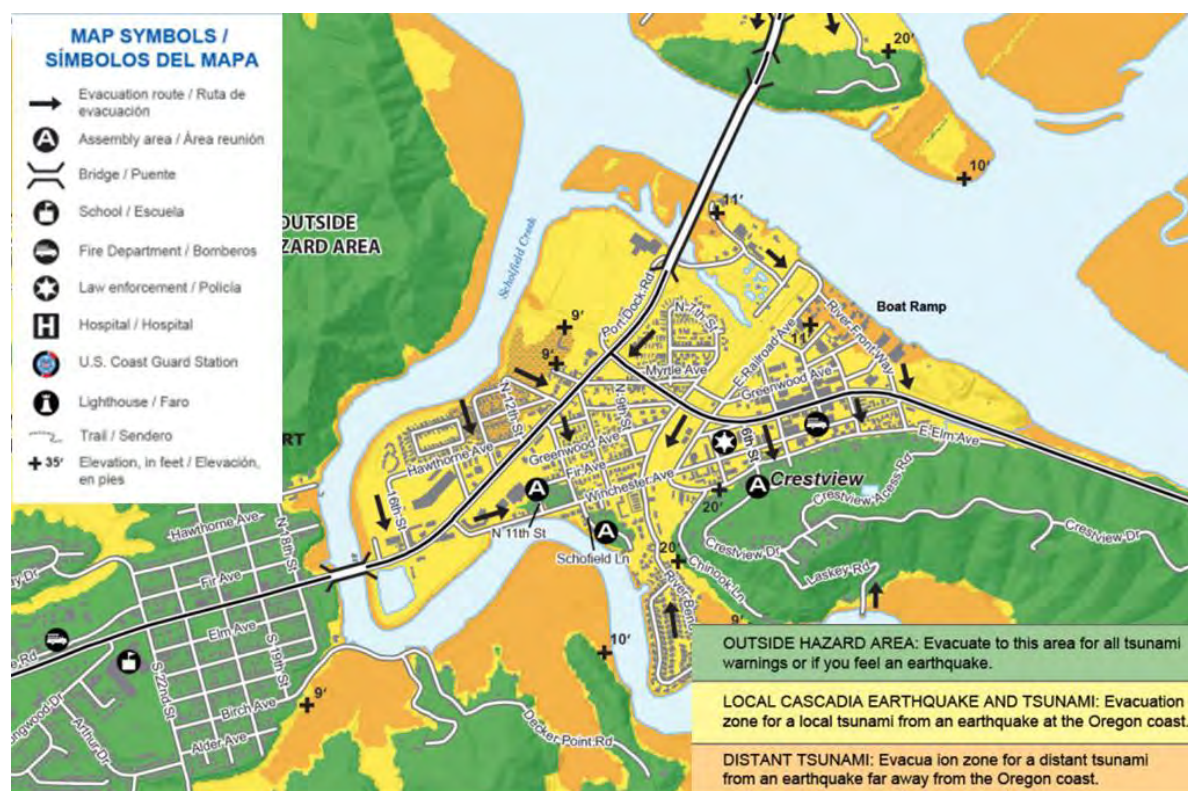 MAP SYMBOLS /
SÍMBOLOS DEL MAPA
Evacuation route / Ruta de
evacuación
Assembly area / Área reunión
Bridge / Puente
School / Escuela
Fire Department / Bomberos
Law enforcement / Policía
H
Hospital / Hospital
U.S. Coast Guard Station
Lighthouse / Faro
Trail / Sendero
35' Elevation, in feet / Elevación,
en pies
A
20'
10'
OUTSIDE
ZARD AREA
Scholfield Creek
11'
Port Dock Rd
N 7th St
Boat Ramp
River Front Way
E Railroad Ave
11'
9'
9'
Myrtle Ave
Greenwood Ave
N 12th St
N 9th St
Hawthorne Ave
Greenwood Ave
Fir Ave
Winchester Ave
6th St
E Elm Ave
RT
16th St
A
A
Crestview
20'
Crestview Acess Rd
Crestview Dr
Crestview Dr
N 11th St
A
Schofield Ln
20'
Chinook Ln
Laskey Rd
River Bend
9'
10'
Hawthorne Ave
N 18th St
Fir Ave
Elm Ave
S 19th St
S 22nd St
Birch Ave
Alder Ave
Arthur Dr
ongwood Dr
ay Dr
e Rd
9'
Decker Point Rd
OUTSIDE HAZARD AREA: Evacuate to this area for all tsunami
warnings or if you feel an earthquake.
LOCAL CASCADIA EARTHQUAKE AND TSUNAMI: Evacuation
zone for a local tsunami from an earthquake at the Oregon coast.
DISTANT TSUNAMI: Evacua ion zone for a distant tsunami
from an earthquake far away from the Oregon coast.